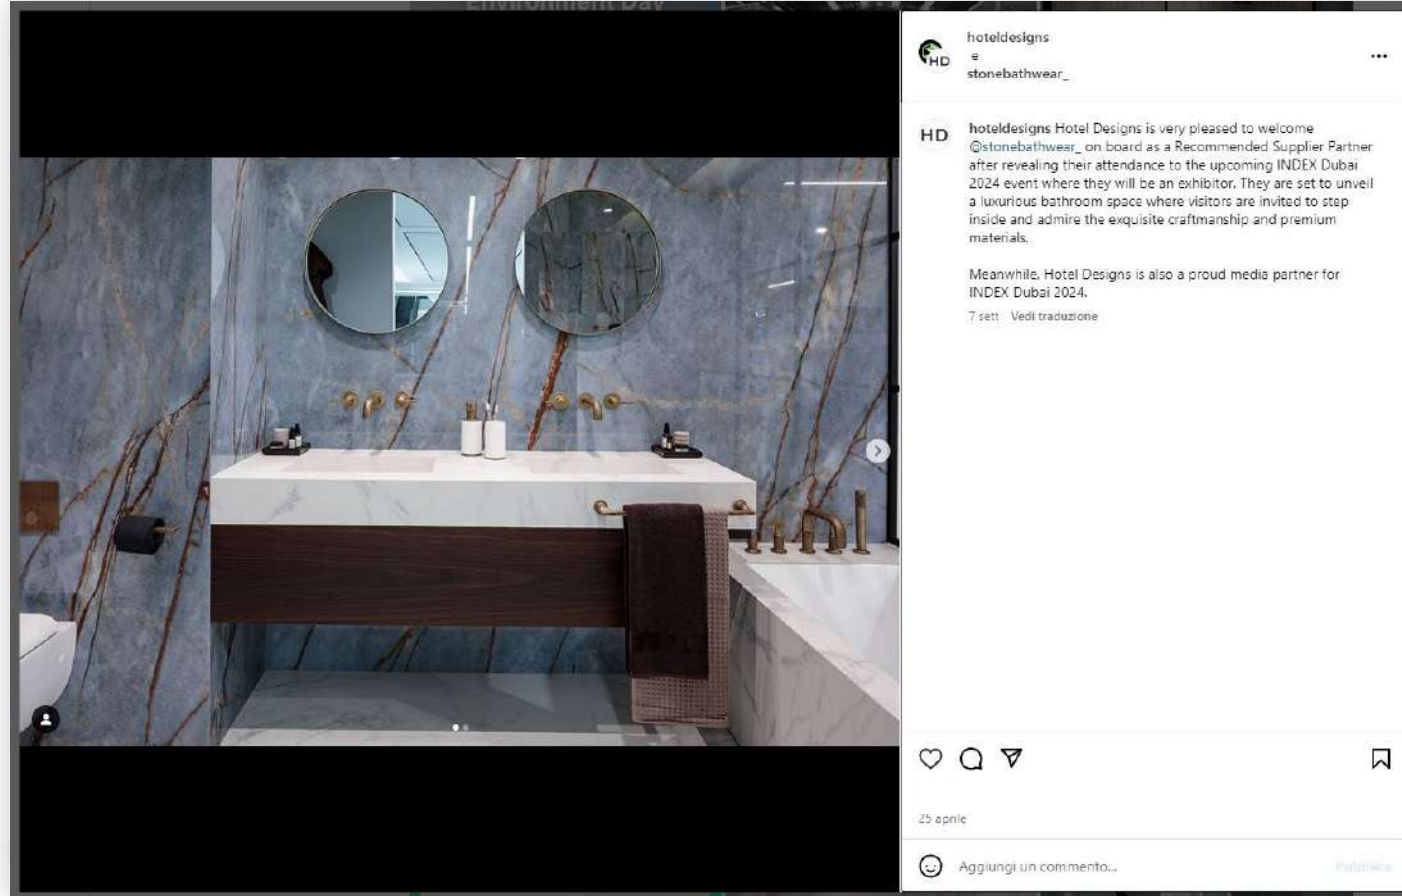 Environment Day
hoteldesigns
e
stonebathwear_
HD
HD
hoteldesigns Hotel Designs is very pleased to welcome
@stonebathwear_ on board as a Recommended Supplier Partner
after revealing their attendance to the upcoming INDEX Dubai
2024 event where they will be an exhibitor. They are set to unveil
a luxurious bathroom space where visitors are invited to step
inside and admire the exquisite craftmanship and premium
materials.
Meanwhile, Hotel Designs is also a proud media partner for
INDEX Dubai 2024.
7 sett Vedi traduzione
25 aprile
Aggiungi un commento...
Pubblica